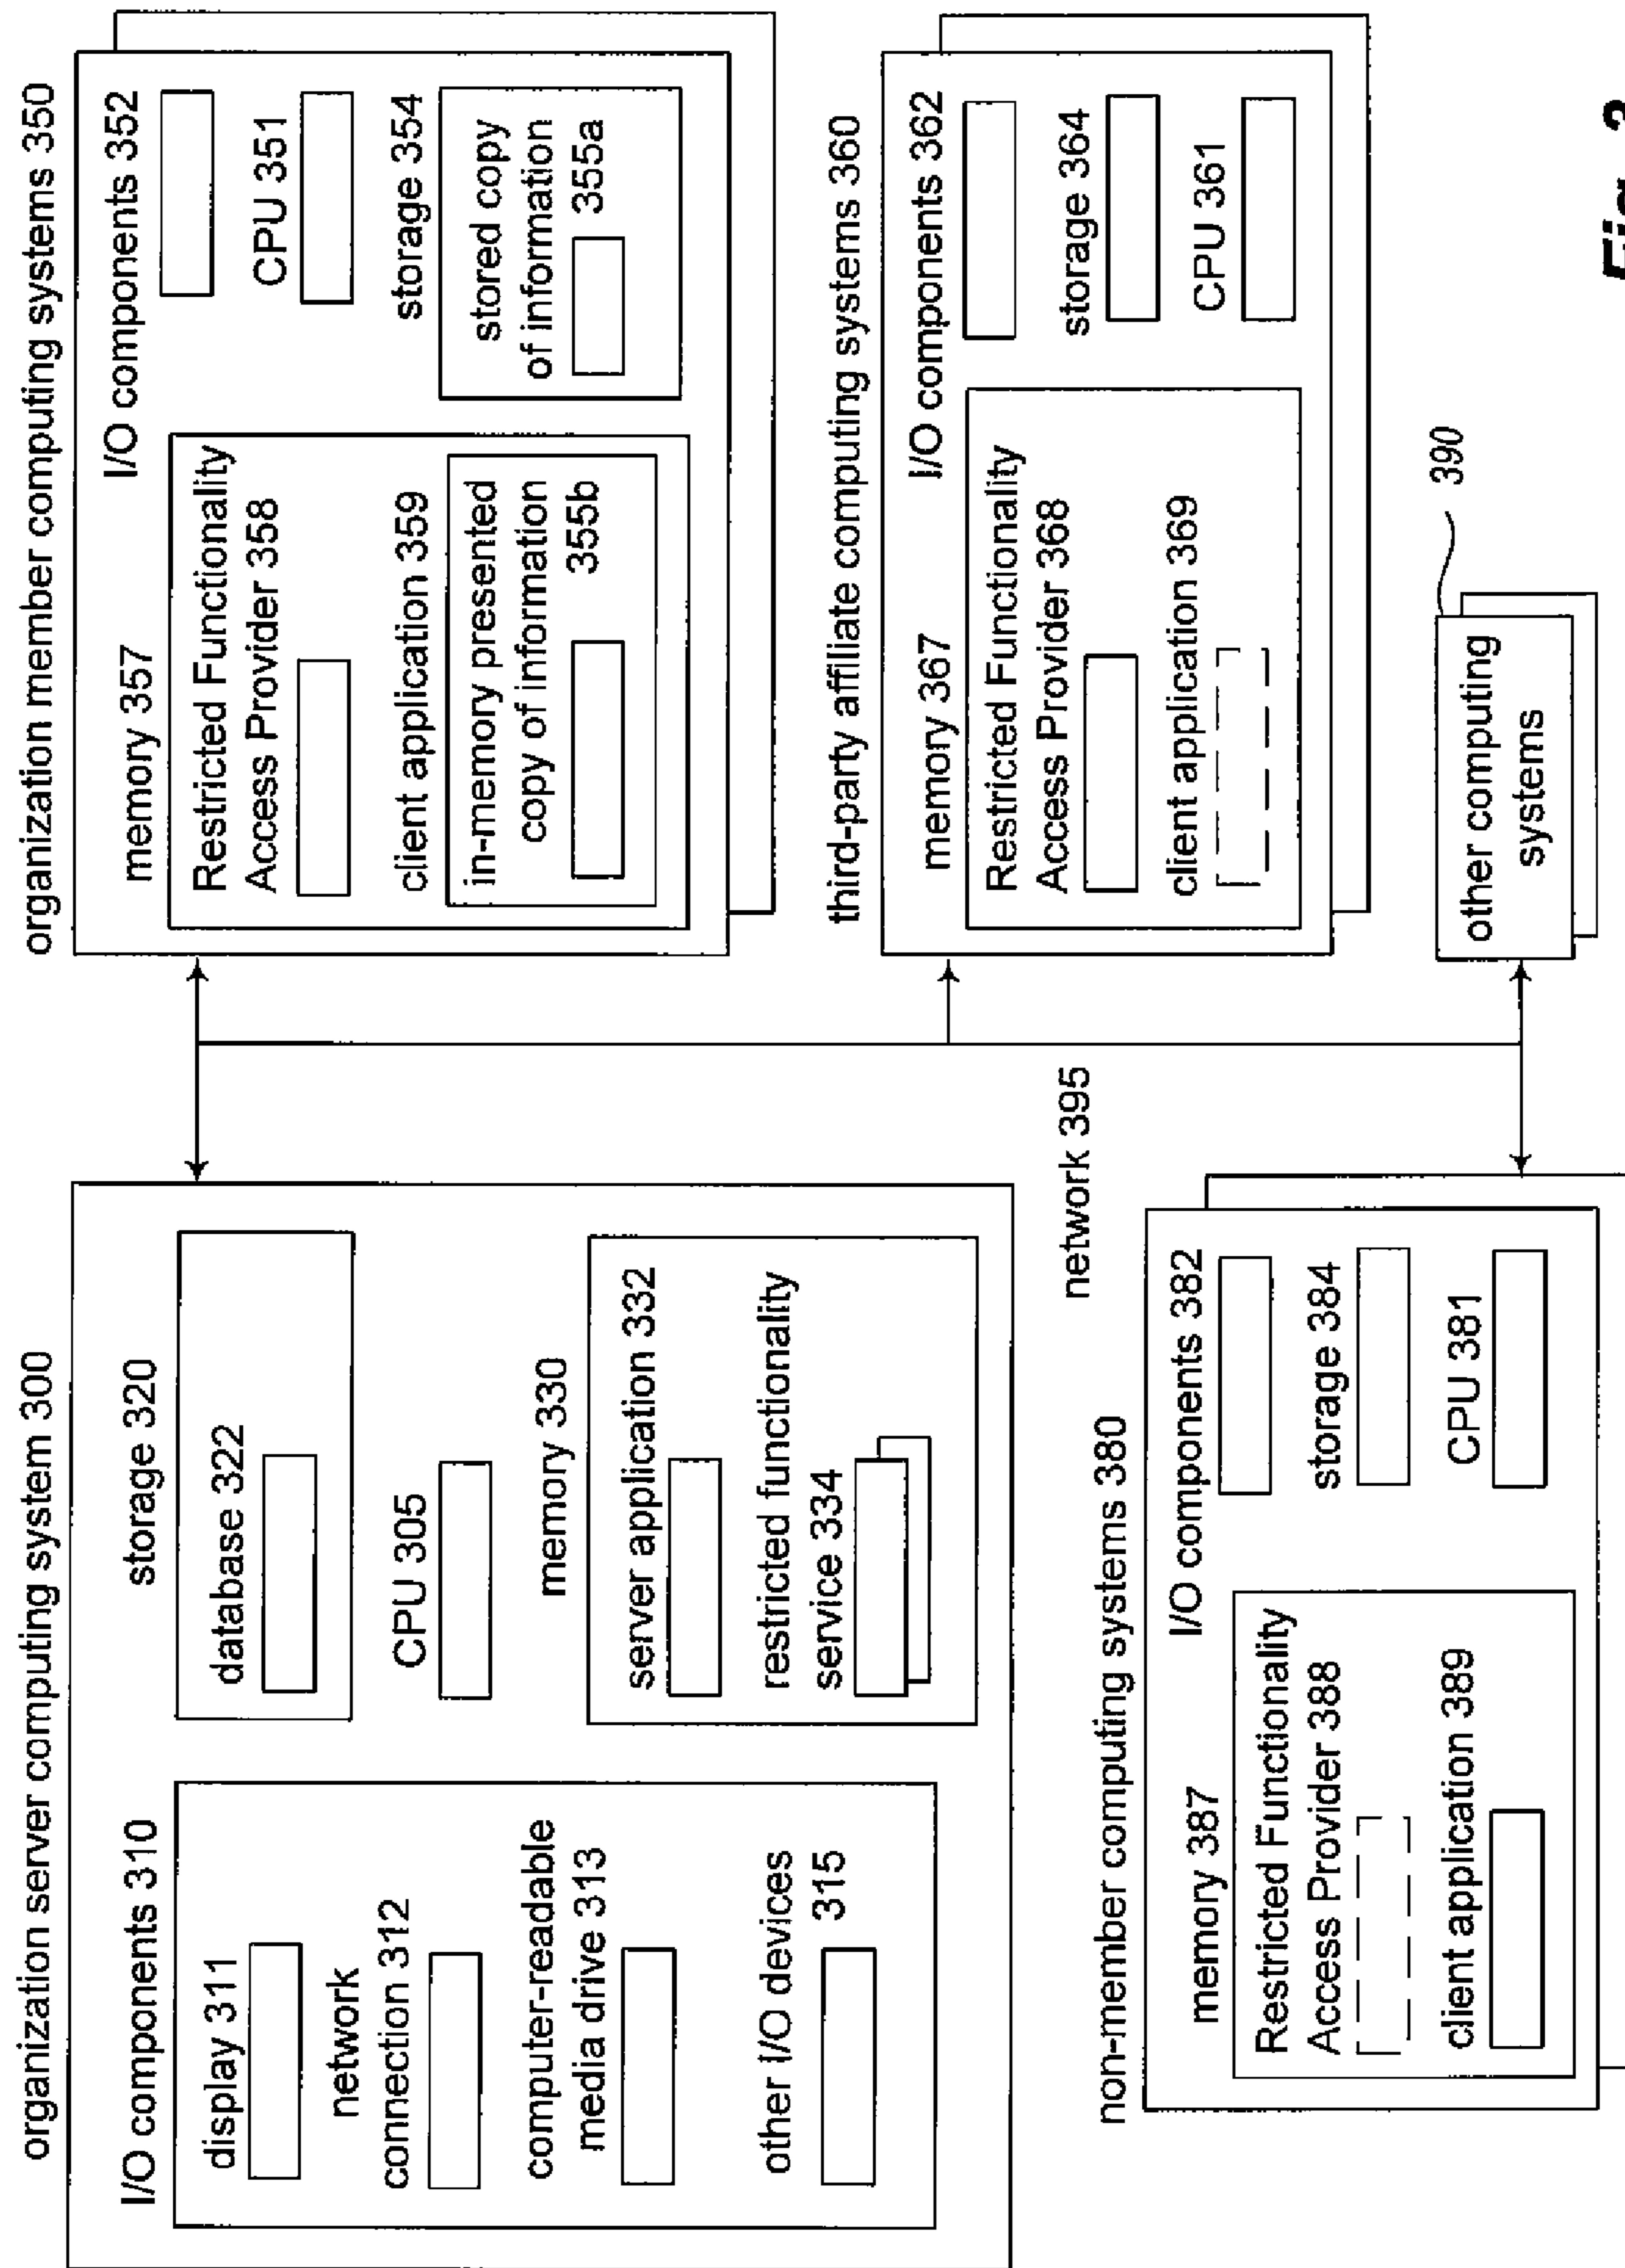 organization server computing system 300
I/O components 310
display 311
network
connection 312
computer-readable
media drive 313
other I/O devices
315
storage 320
database 322
CPU 305
memory 330
server application 332
restricted functionality
service 334
organization member computing systems 350
memory 357
Restricted Functionality
Access Provider 358
client application 359
in-memory presented
copy of information
355b
I/O components 352
CPU 351
storage 354
stored copy
of information
355a
network 395
non-member computing systems 380
memory 387
Restricted Functionality
Access Provider 388
client application 389
I/O components 382
storage 384
CPU 381
third-party affiliate computing systems 360
memory 367
Restricted Functionality
Access Provider 368
client application 369
I/O components 362
storage 364
CPU 361
other computing
systems
390